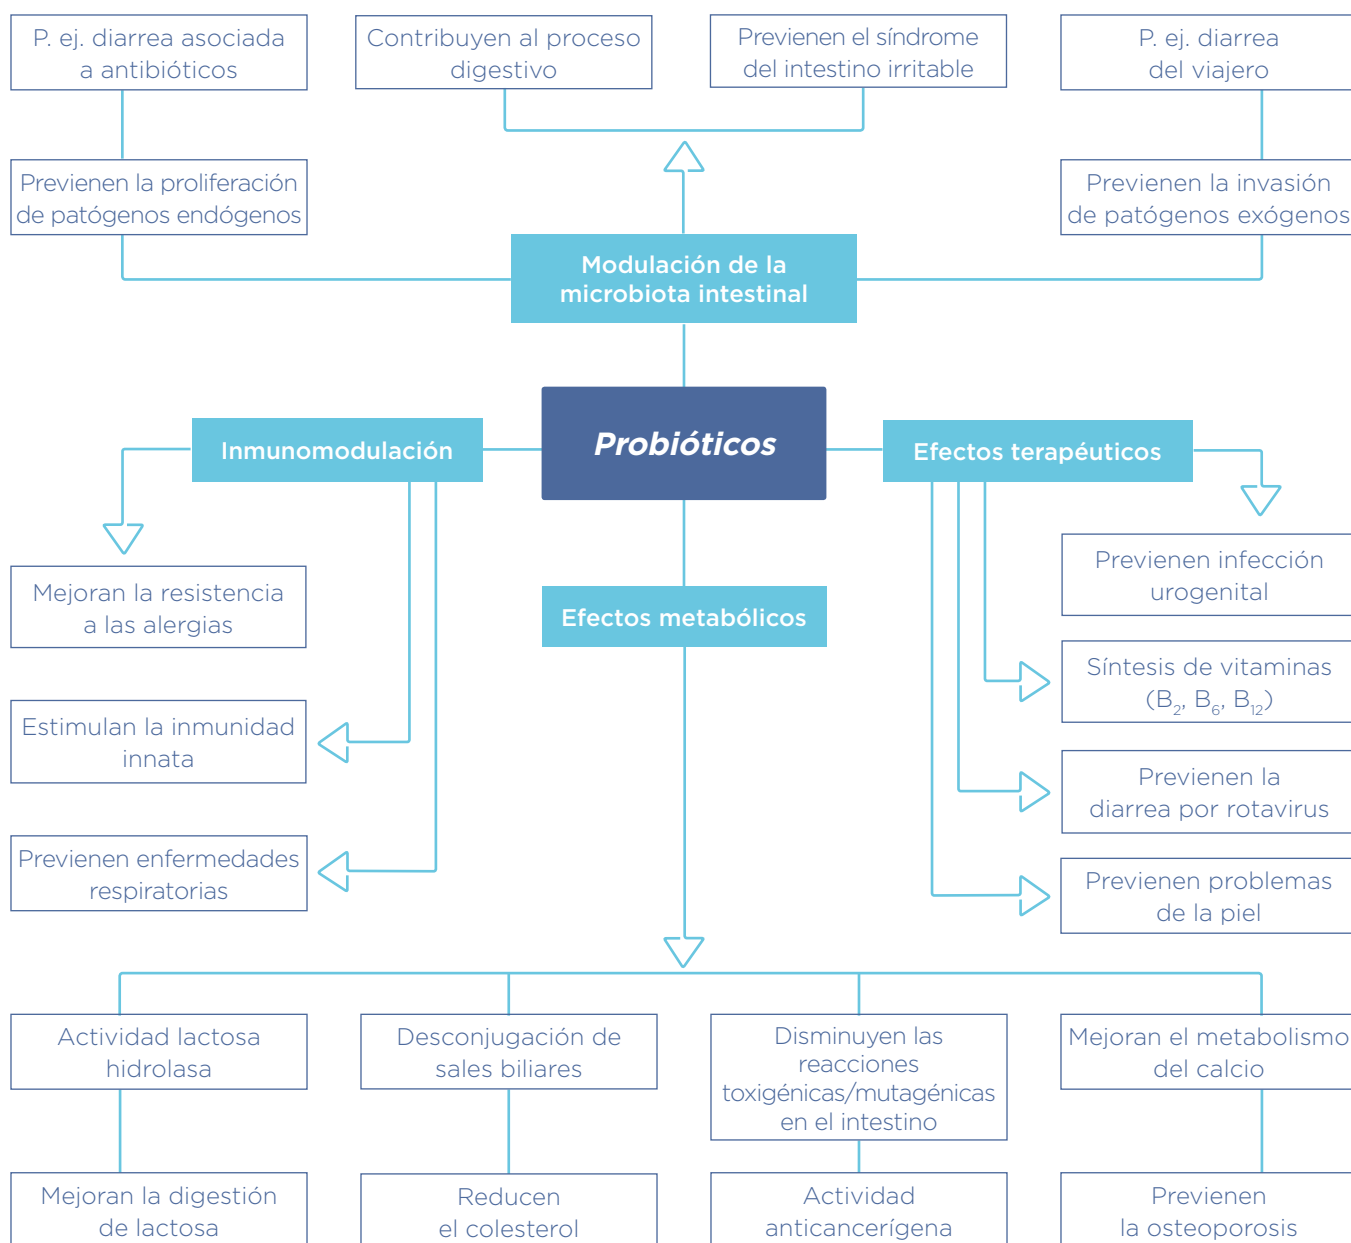 P. ej. diarrea asociada
a antibióticos
Contribuyen al proceso
digestivo
Previenen el síndrome
del intestino irritable
P. ej. diarrea
del viajero
Previenen la proliferación
de patógenos endógenos
Previenen la invasión
de patógenos exógenos
Modulación de la
microbiota intestinal
Inmunomodulación
Probióticos
Efectos terapéuticos
Mejoran la resistencia
a las alergias
Estimulan la inmunidad
innata
Previenen enfermedades
respiratorias
Efectos metabólicos
Previenen infección
urogenital
Síntesis de vitaminas
(B₂, B₆, B₁₂)
Previenen la
diarrea por rotavirus
Previenen problemas
de la piel
Actividad lactosa
hidrolasa
Desconjugación de
sales biliares
Disminuyen las
reacciones
toxigénicas/mutagénicas
en el intestino
Mejoran el metabolismo
del calcio
Mejoran la digestión
de lactosa
Reducen
el colesterol
Actividad
anticancerígena
Previenen
la osteoporosis